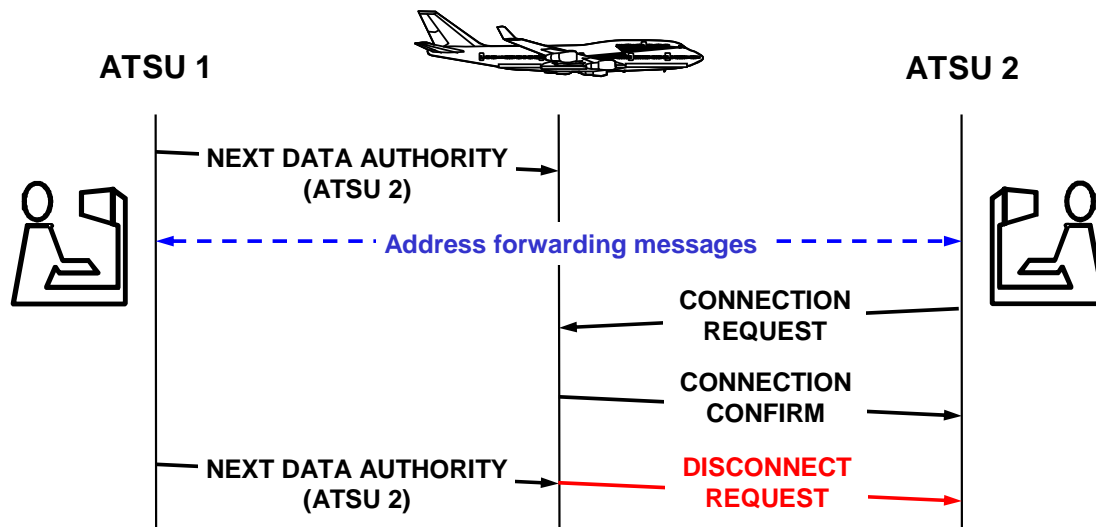 ATSU 1
ATSU 2
NEXT DATA AUTHORITY
(ATSU 2)
Address forwarding messages
CONNECTION
REQUEST
CONNECTION
CONFIRM
NEXT DATA AUTHORITY
(ATSU 2)
DISCONNECT
REQUEST